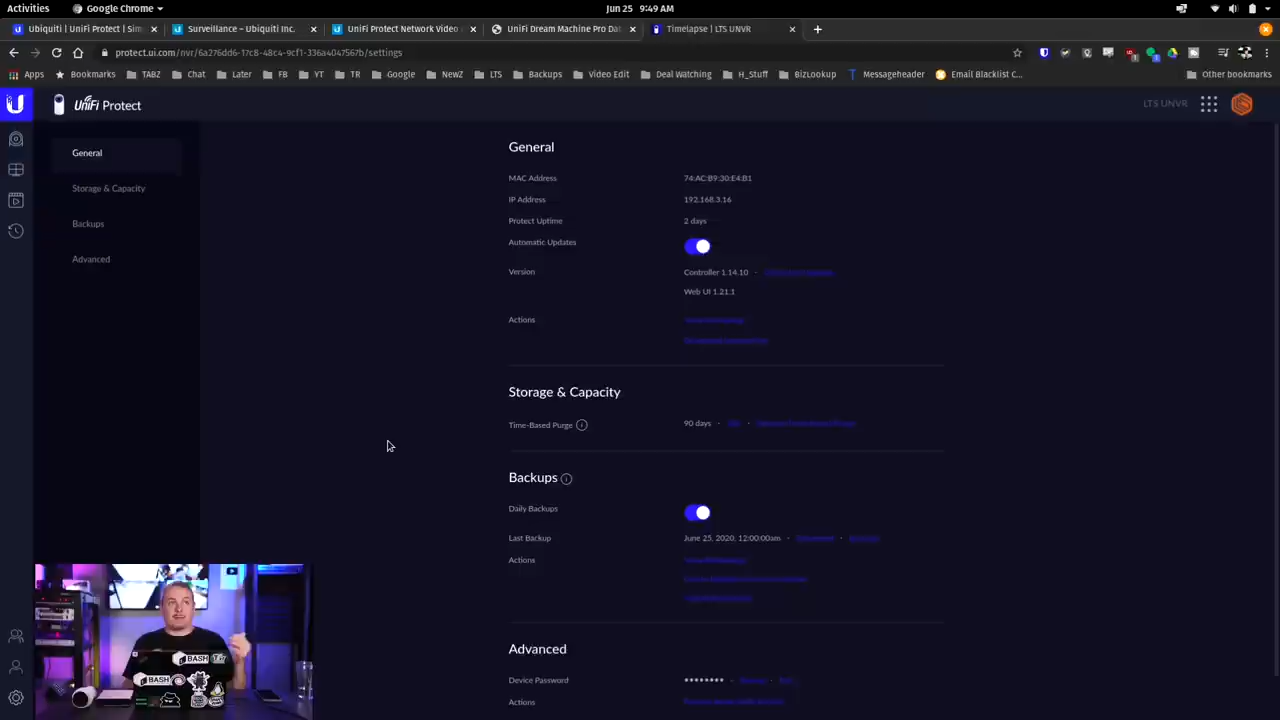 Activities
Google Chrome
Jun 25 9:49 AM
Ubiquiti | UniFi Protect | Sim
Surveillance – Ubiquiti Inc.
UniFi Protect Network Video
UniFi Dream Machine Pro Dat
Timelapse | LTS UNVR
protect.ui.com/nvr/6a276dd6-17c8-48c4-9cf1-336a4047567b/settings
Apps
Bookmarks
TABZ
Chat
Later
FB
YT
TR
Google
NewZ
LTS
Backups
Video Edit
Deal Watching
H_Stuff
BizLookup
Messageheader
Email Blacklist C...
Other bookmarks
UniFi Protect
LTS UNVR
General
Storage & Capacity
Backups
Advanced
General
MAC Address 74:AC:B9:30:E4:B1
IP Address 192.168.3.16
Protect Uptime 2 days
Automatic Updates
Version Controller 1.14.10 ·
Web UI 1.21.1
Actions
Storage & Capacity
Time-Based Purge 90 days · ·
Backups
Daily Backups
Last Backup June 25, 2020, 12:00:00am · ·
Actions
Advanced
Device Password •••••••• · ·
Actions
BASH
BASH